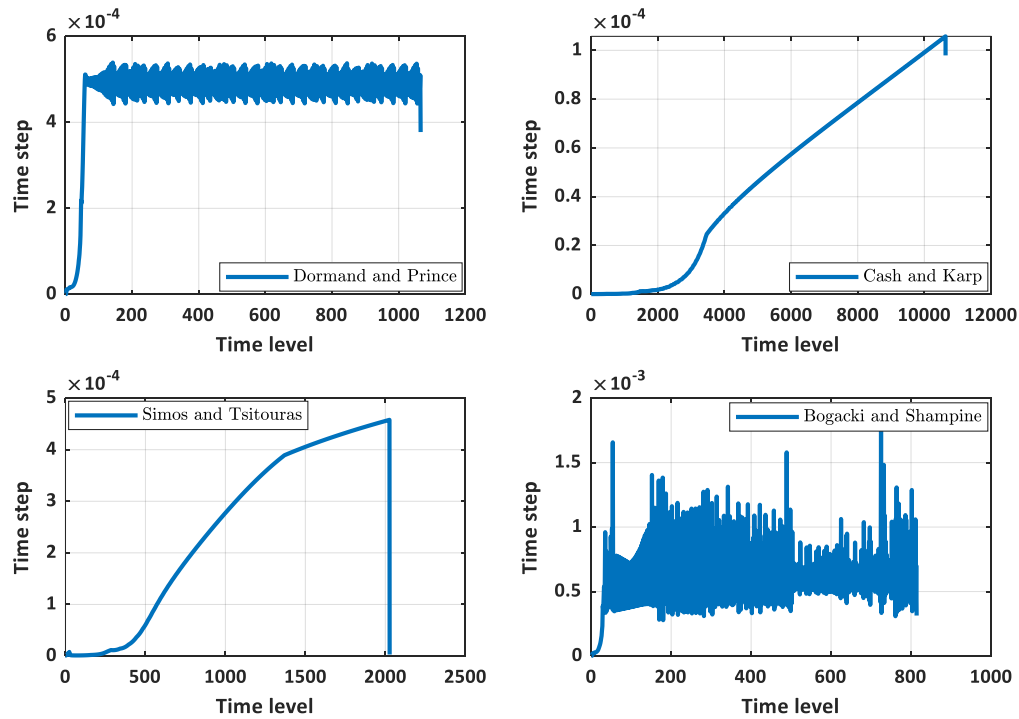 ×10^-4
6
4
2
0
Time step
0 200 400 600 800 1000 1200
Time level
Dormand and Prince
×10^-4
1
0.8
0.6
0.4
0.2
0
Time step
0 2000 4000 6000 8000 10000 12000
Time level
Cash and Karp
×10^-4
5
4
3
2
1
0
Time step
0 500 1000 1500 2000 2500
Time level
Simos and Tsitouras
×10^-3
2
1.5
1
0.5
0
Time step
0 200 400 600 800 1000
Time level
Bogacki and Shampine